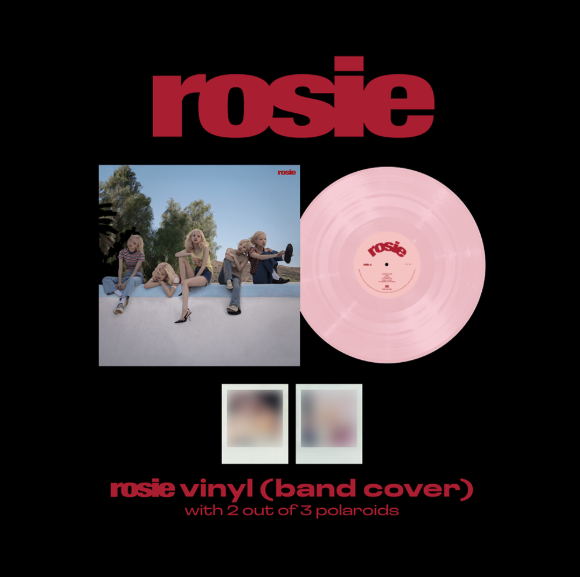 rosie
rosie
rosie
rosie vinyl (band cover)
with 2 out of 3 polaroids